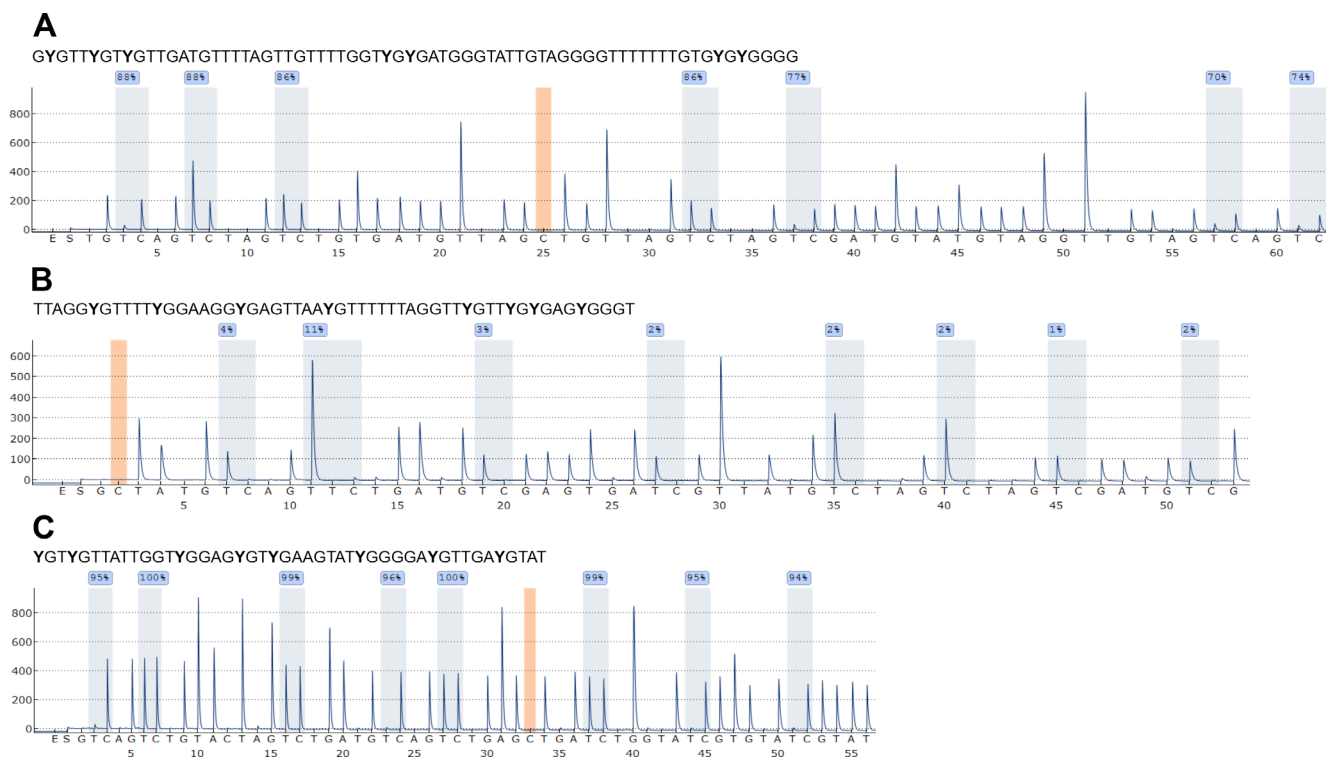 A
GYGTTYGTYGTTGATGTTTTAGTTGTTTTGGTYGYGATGGGTATTGTAGGGGTTTTTTTGTGYGYGGGG
88% 88% 86% 86% 77% 70% 74%
800
600
400
200
0
E S T G T C A G T C T A G T C T G T G A T G T T A G C T G T T A G T C T A G T C G A T G T A T G T A G G T T G T A G T C A G T C
5 10 15 20 25 30 35 40 45 50 55 60
B
TTAGGYGTTTTYGGAAGGYGAGTTAAYGTTTTTTAGGTTYGTTYGYGAGYGGGT
4% 11% 3% 2% 2% 2% 1% 2%
600
500
400
300
200
100
0
E S G C T A T G T C A G T T C T G A T G T C G A G T G A T C G T T A T G T C T A G T C T A G T C G A T G T C G
5 10 15 20 25 30 35 40 45 50
C
YGTYGTTATTGGTYGGAGYGTYGAAGTATYGGGGAYGTTGAYGTAT
95% 100% 99% 96% 100% 99% 95% 94%
800
600
400
200
0
E S G T C A G T C T G T A C T A G T C T G A T G T C A G T C T G A G C T G A T C T G G T A T C G T G T A T C G T A T
5 10 15 20 25 30 35 40 45 50 55